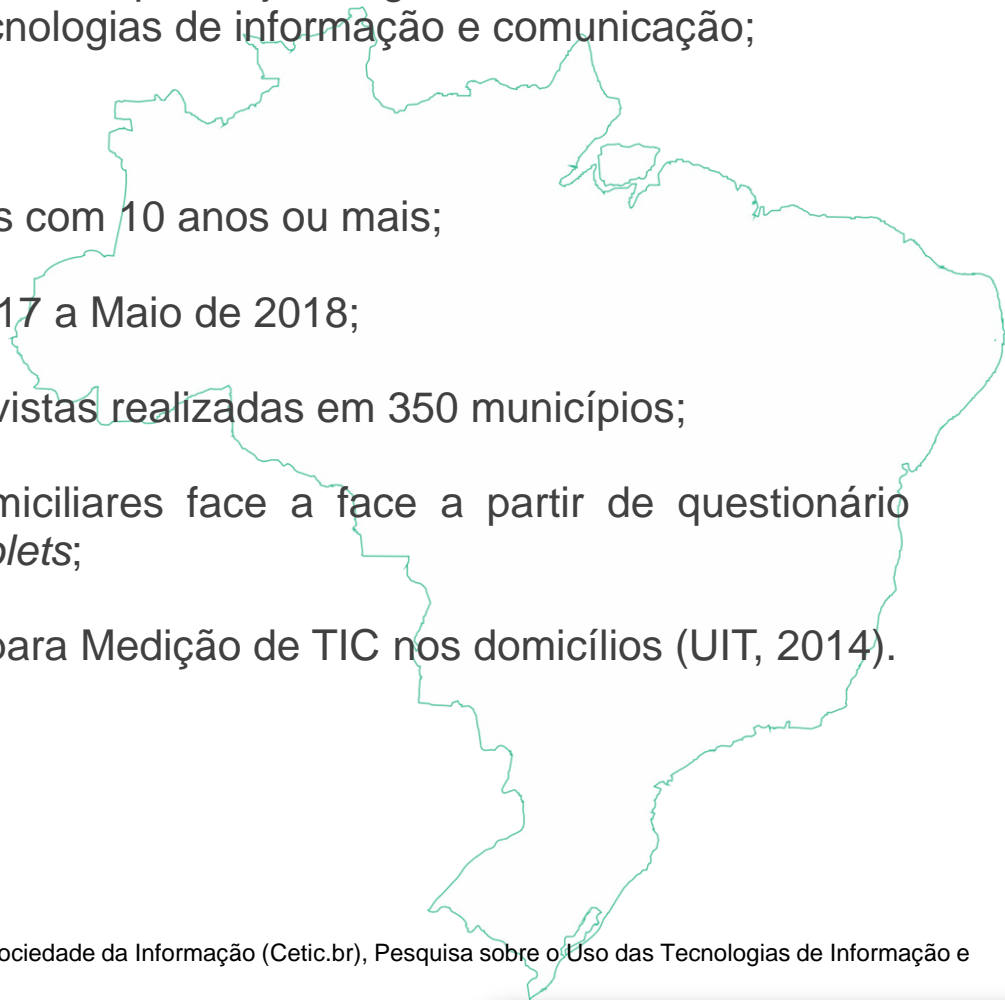 cnologias de informação e comunicação;
s com 10 anos ou mais;
17 a Maio de 2018;
vistas realizadas em 350 municípios;
miciliares face a face a partir de questionário
blets;
para Medição de TIC nos domicílios (UIT, 2014).
ociedade da Informação (Cetic.br), Pesquisa sobre o Uso das Tecnologias de Informação e